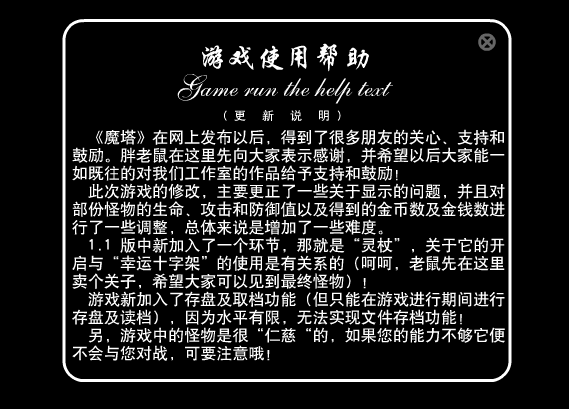 游戏使用帮助
Game run the help text
（更 新 说 明）
《魔塔》在网上发布以后，得到了很多朋友的关心、支持和
鼓励。胖老鼠在这里先向大家表示感谢，并希望以后大家能一
如既往的对我们工作室的作品给予支持和鼓励！
此次游戏的修改，主要更正了一些关于显示的问题，并且对
部份怪物的生命、攻击和防御值以及得到的金币数及金钱数进
行了一些调整，总体来说是增加了一些难度。
1.1 版中新加入了一个环节，那就是“灵杖”，关于它的开
启与“幸运十字架”的使用是有关系的（呵呵，老鼠先在这里
卖个关子，希望大家可以见到最终怪物）！
游戏新加入了存盘及取档功能（但只能在游戏进行期间进行
存盘及读档），因为水平有限，无法实现文件存档功能！
另，游戏中的怪物是很“仁慈“的，如果您的能力不够它便
不会与您对战，可要注意哦！